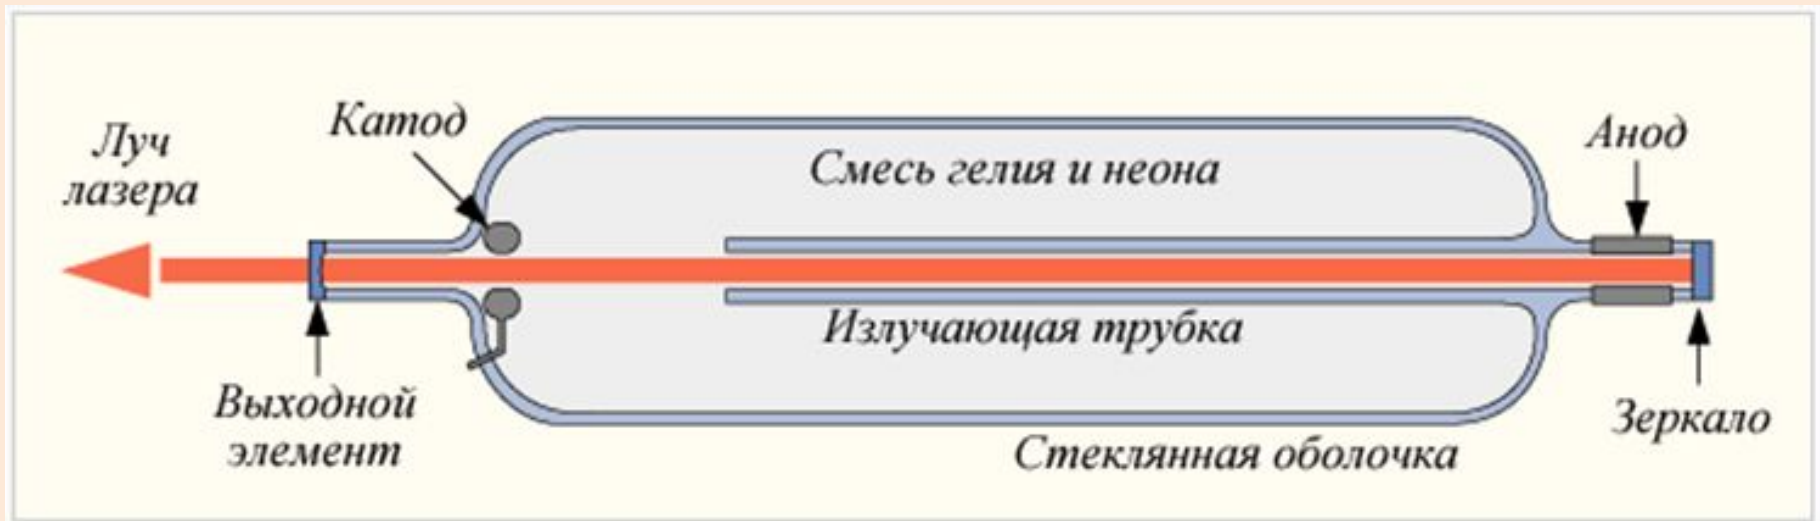 Луч
лазера
Катод
Смесь гелия и неона
Анод
Излучающая трубка
Выходной
элемент
Стеклянная оболочка
Зеркало